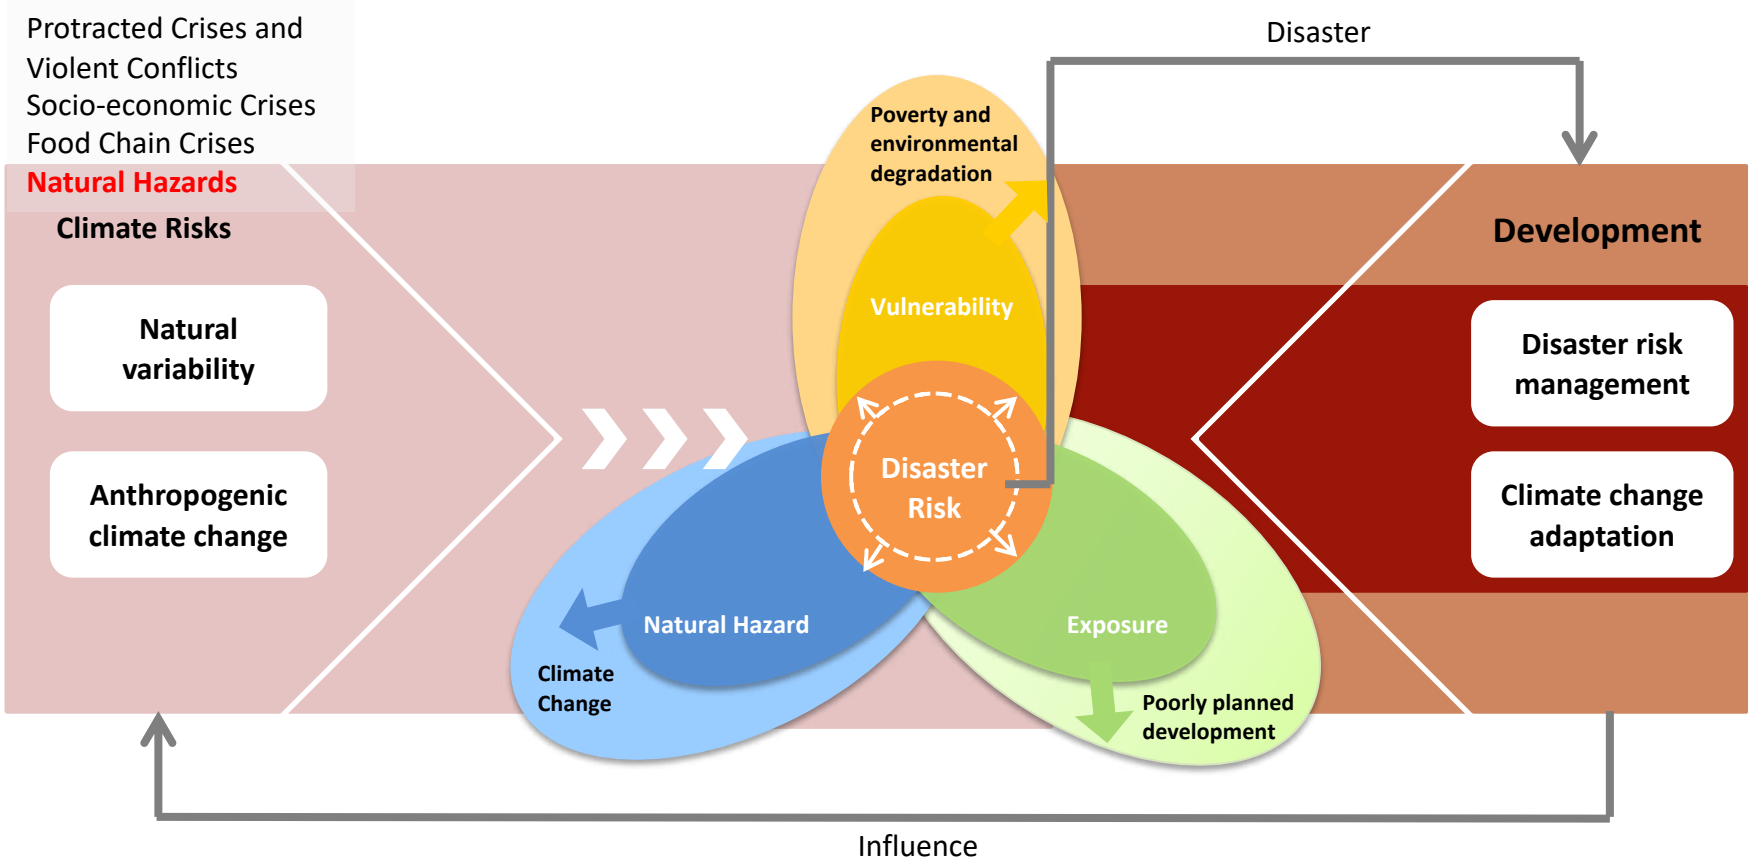 Protracted Crises and
Violent Conflicts
Socio-economic Crises
Food Chain Crises
Natural Hazards
Climate Risks
Natural
variability
Anthropogenic
climate change
Disaster
Poverty and
environmental
degradation
Vulnerability
Disaster
Risk
Natural Hazard
Climate
Change
Exposure
Poorly planned
development
Development
Disaster risk
management
Climate change
adaptation
Influence